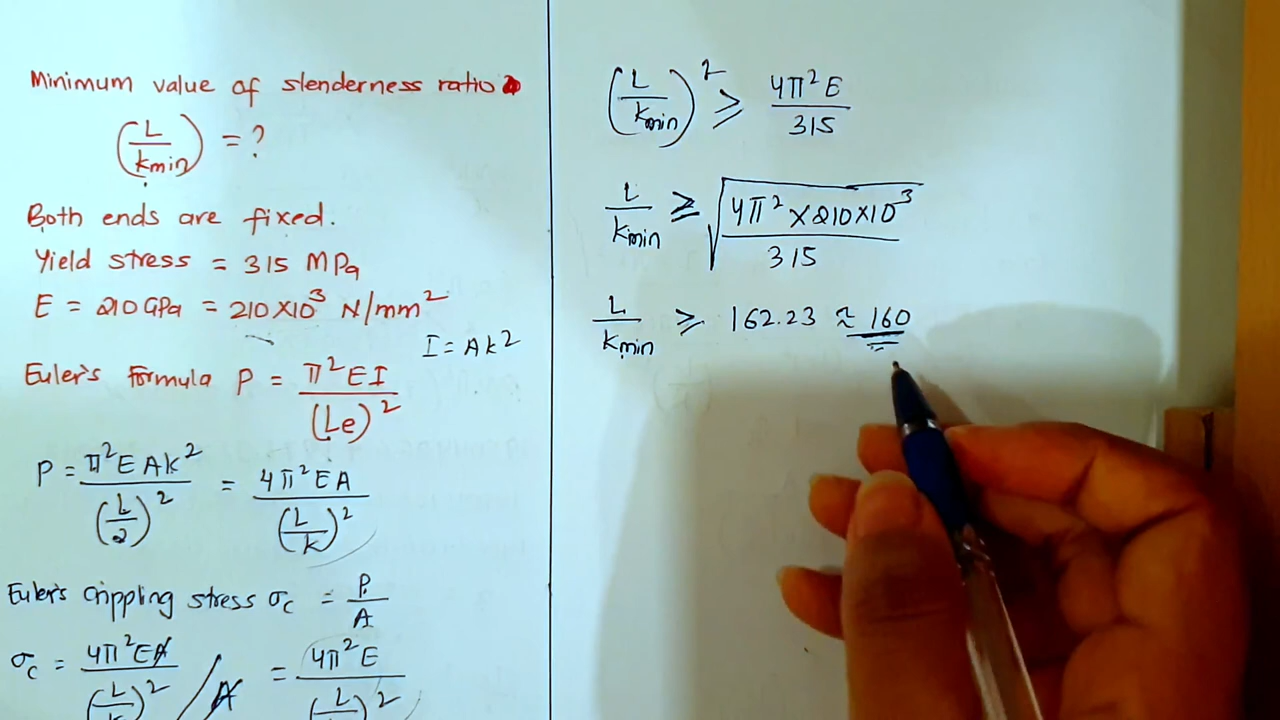 Minimum value of slenderness ratio
(L/kmin) = ?
Both ends are fixed.
Yield stress = 315 MPa
E = 210 GPa = 210×10³ N/mm²
I = Ak²
Euler's Formula P = π²EI/(Le)²
P = π²EAk²/(L/2)² = 4π²EA/(L/k)²
Euler's crippling stress σc = P/A
σc = 4π²EA/(L/k)² / A = 4π²E/(L/k)²
(L/kmin)² ≥ 4π²E/315
L/kmin ≥ √(4π²×210×10³/315)
L/kmin ≥ 162.23 ≈ 160